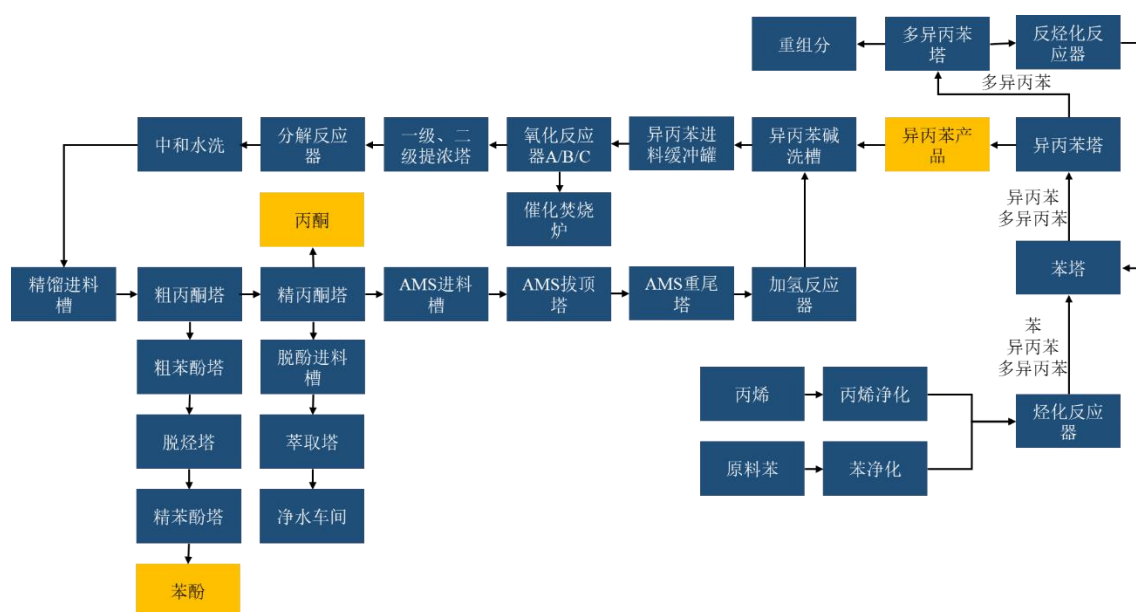 重组分
多异丙苯
塔
反烃化反
应器
多异丙苯
中和水洗
分解反应
器
一级、二
级提浓塔
氧化反应
器A/B/C
异丙苯进
料缓冲罐
异丙苯碱
洗槽
异丙苯产
品
异丙苯塔
丙酮
催化焚烧
炉
异丙苯
多异丙苯
精馏进料
槽
粗丙酮塔
精丙酮塔
AMS进料
槽
AMS拔顶
塔
AMS重尾
塔
加氢反应
器
苯塔
粗苯酚塔
脱酚进料
槽
苯
异丙苯
多异丙苯
丙烯
丙烯净化
烃化反应
器
脱烃塔
萃取塔
原料苯
苯净化
精苯酚塔
净水车间
苯酚